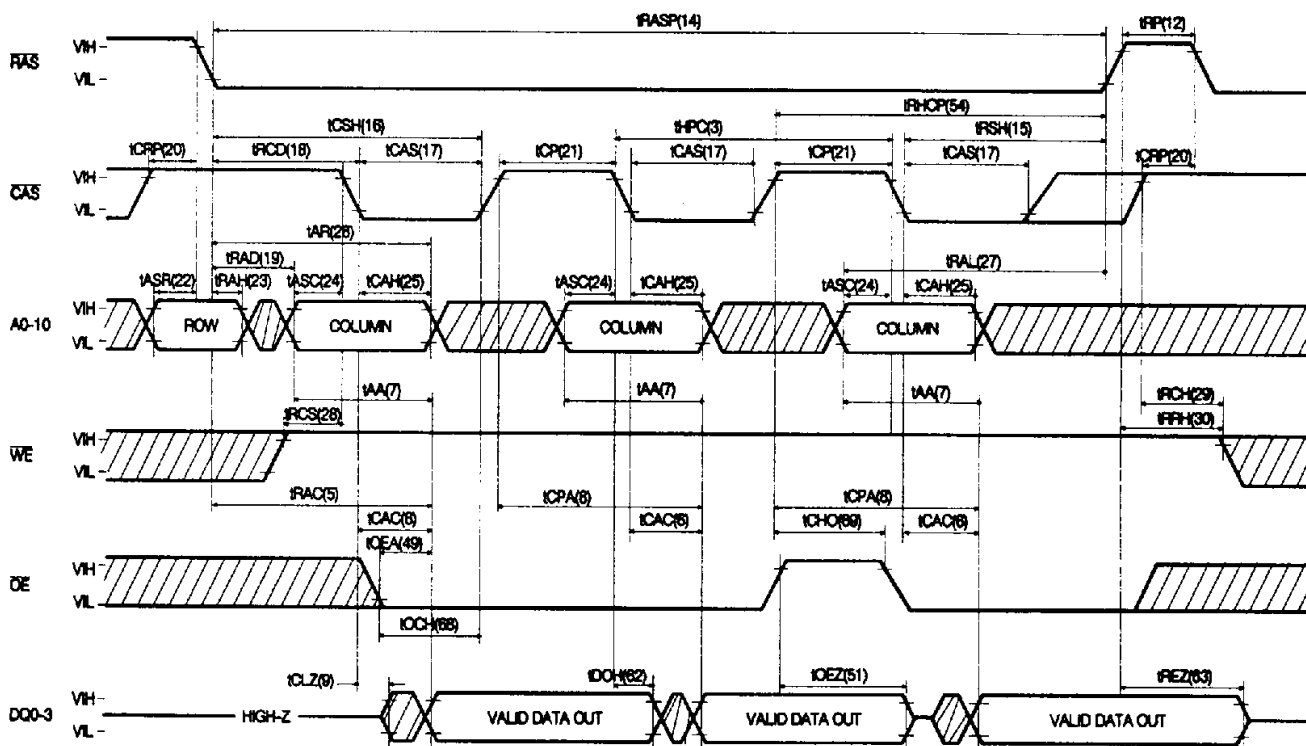 tRASP(14)
tRP(12)
RAS
VIH
VIL
tRHCP(54)
tCSH(16)
tHPC(3)
tRSH(15)
tCRP(20)
tRCD(18)
tCAS(17)
tCP(21)
tCAS(17)
tCP(21)
tCAS(17)
tCRP(20)
CAS
VIH
VIL
tAR(26)
tRAD(19)
tRAL(27)
tASR(22)
tRAH(23)
tASC(24)
tCAH(25)
tASC(24)
tCAH(25)
tASC(24)
tCAH(25)
A0-10
VIH
VIL
ROW
COLUMN
COLUMN
COLUMN
tAA(7)
tAA(7)
tAA(7)
tRCH(29)
tRCS(28)
tRRH(30)
WE
VIH
VIL
tRAC(5)
tCPA(8)
tCPA(8)
tCAC(6)
tCAC(6)
tCHO(69)
tCAC(6)
tOEA(49)
OE
VIH
VIL
tOCH(68)
tCLZ(9)
tDOH(62)
tOEZ(51)
tREZ(63)
DQ0-3
VIH
VIL
HIGH-Z
VALID DATA OUT
VALID DATA OUT
VALID DATA OUT